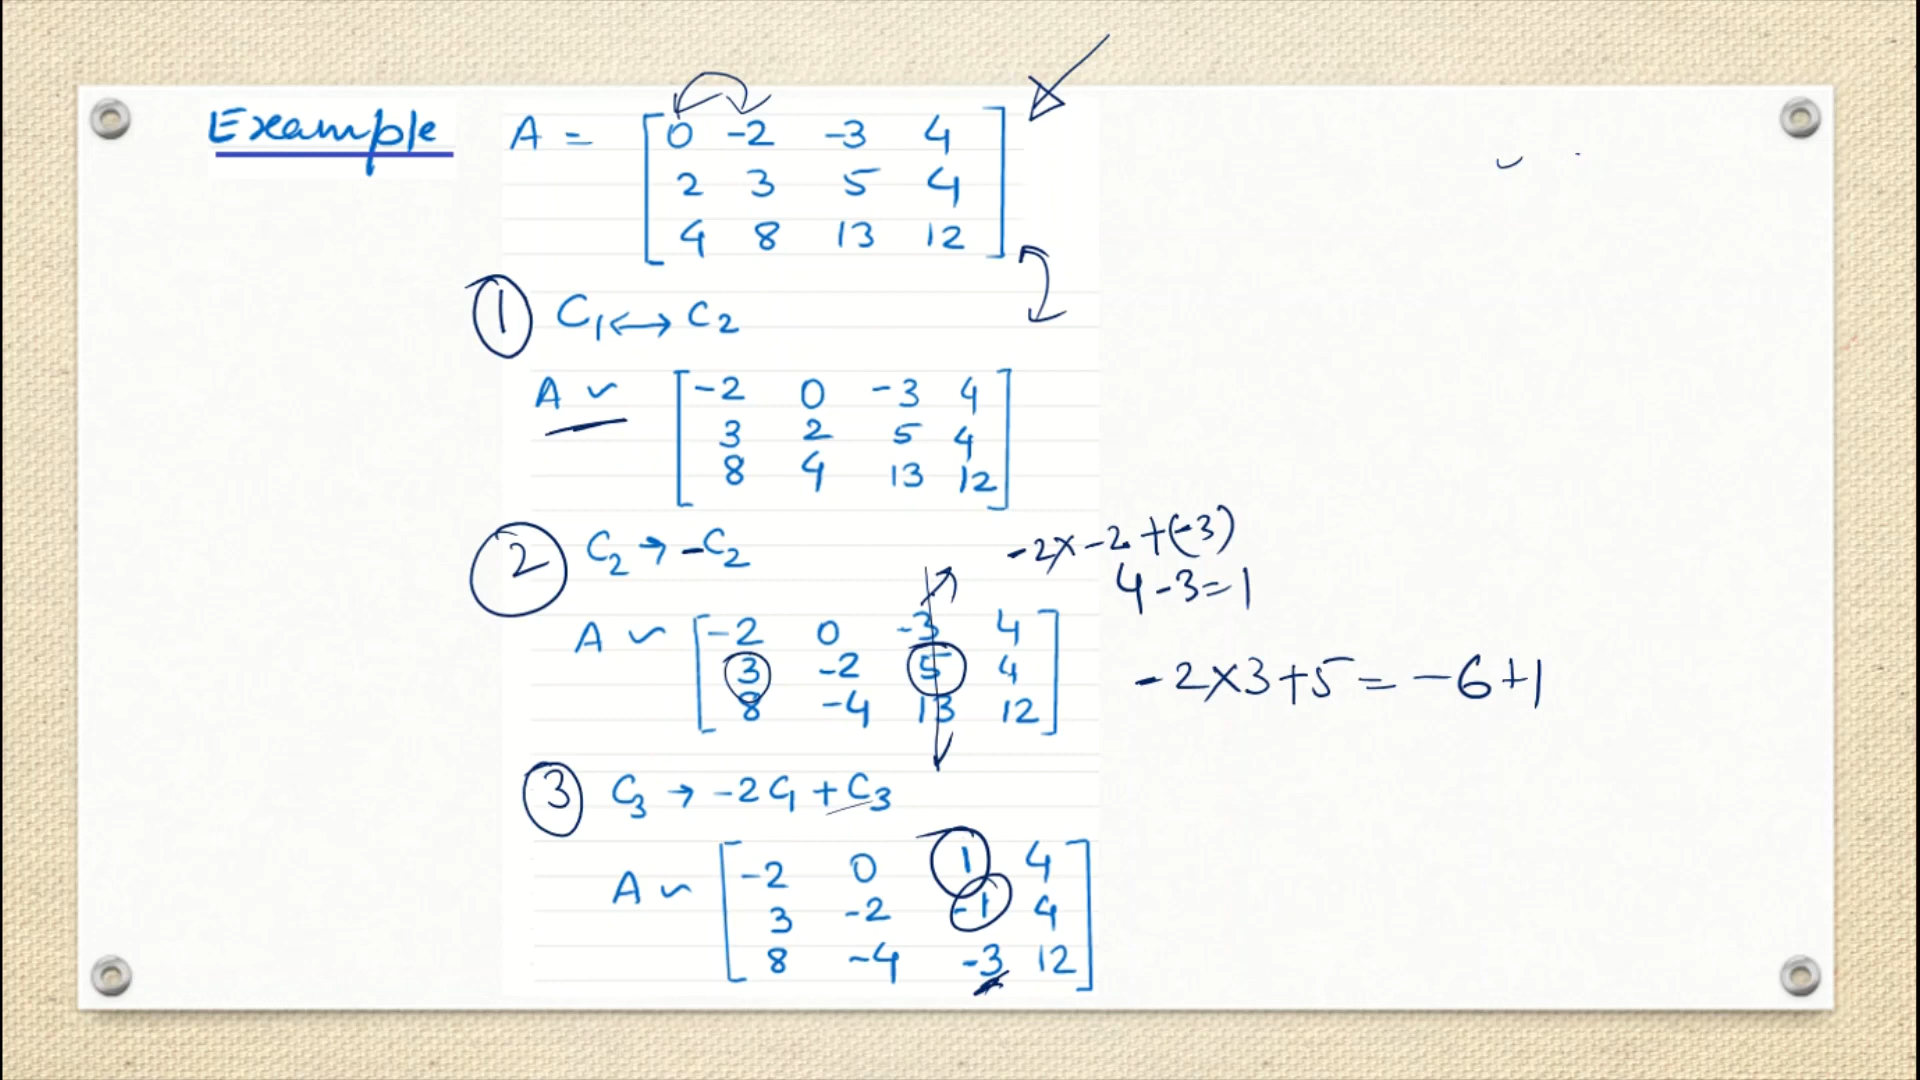 Example A = [ 0 -2 -3 4
2 3 5 4
4 8 13 12 ]
① C₁ ↔ C₂
A ~ [ -2 0 -3 4
3 2 5 4
8 4 13 12 ]
② C₂ → -C₂
-2×-2+(-3)
4-3=1
A ~ [ -2 0 -3 4
3 -2 5 4
8 -4 13 12 ]
-2×3+5=-6+1
③ C₃ → -2C₁ + C₃
A ~ [ -2 0 1 4
3 -2 -1 4
8 -4 -3 12 ]